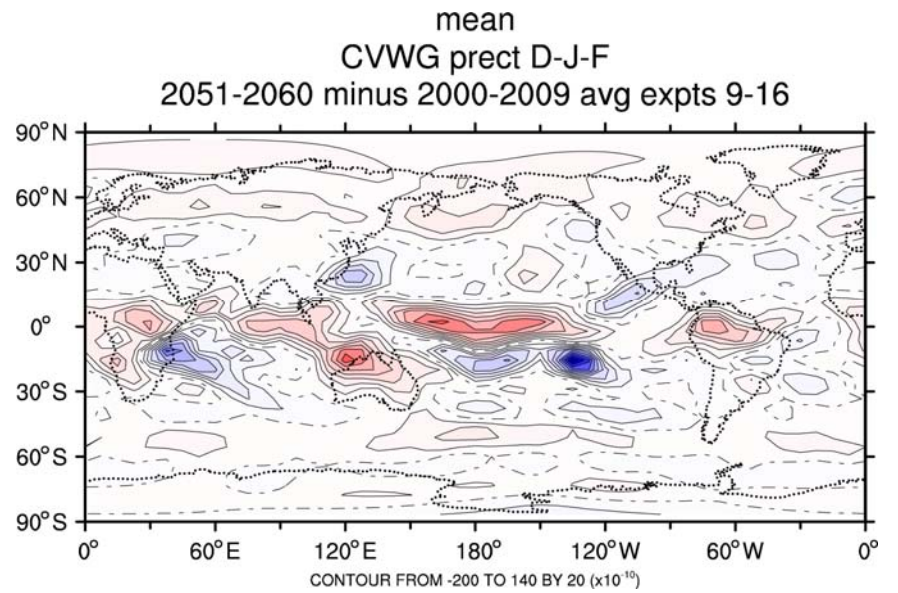 mean
CVWG prect D-J-F
2051-2060 minus 2000-2009 avg expts 9-16
90°N
60°N
30°N
0°
30°S
60°S
90°S
0° 60°E 120°E 180° 120°W 60°W 0°
CONTOUR FROM -200 TO 140 BY 20 (x10⁻¹⁰)